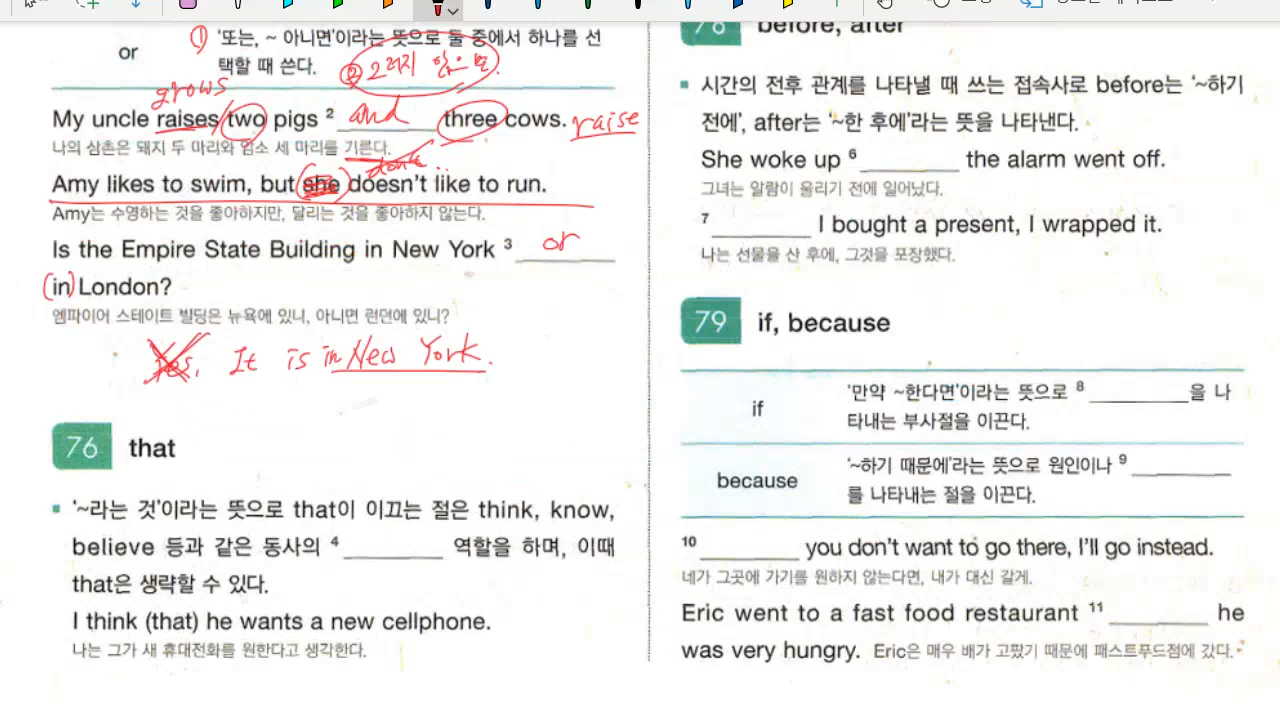 or
① '또는, ~ 아니면'이라는 뜻으로 둘 중에서 하나를 선
택할 때 쓴다.
② 그러지 않으면
grows
My uncle raises two pigs ² and three cows. raise
나의 삼촌은 돼지 두 마리와 암소 세 마리를 기른다.
don't
Amy likes to swim, but she doesn't like to run.
Amy는 수영하는 것을 좋아하지만, 달리는 것을 좋아하지 않는다.
Is the Empire State Building in New York ³ or
(in) London?
엠파이어 스테이트 빌딩은 뉴욕에 있니, 아니면 런던에 있니?
Yes, It is in New York.
76 that
'~라는 것'이라는 뜻으로 that이 이끄는 절은 think, know,
believe 등과 같은 동사의 ⁴ ________ 역할을 하며, 이때
that은 생략할 수 있다.
I think (that) he wants a new cellphone.
나는 그가 새 휴대전화를 원한다고 생각한다.
78 before, after
시간의 전후 관계를 나타낼 때 쓰는 접속사로 before는 '~하기
전에', after는 '~한 후에'라는 뜻을 나타낸다.
She woke up ⁶ ________ the alarm went off.
그녀는 알람이 울리기 전에 일어났다.
⁷ ________ I bought a present, I wrapped it.
나는 선물을 산 후에, 그것을 포장했다.
79 if, because
if
'만약 ~한다면'이라는 뜻으로 ⁸ ________을 나
타내는 부사절을 이끈다.
because
'~하기 때문에'라는 뜻으로 원인이나 ⁹ ________
를 나타내는 절을 이끈다.
¹⁰ ________ you don't want to go there, I'll go instead.
네가 그곳에 가기를 원하지 않는다면, 내가 대신 갈게.
Eric went to a fast food restaurant ¹¹ ________ he
was very hungry. Eric은 매우 배가 고팠기 때문에 패스트푸드점에 갔다.